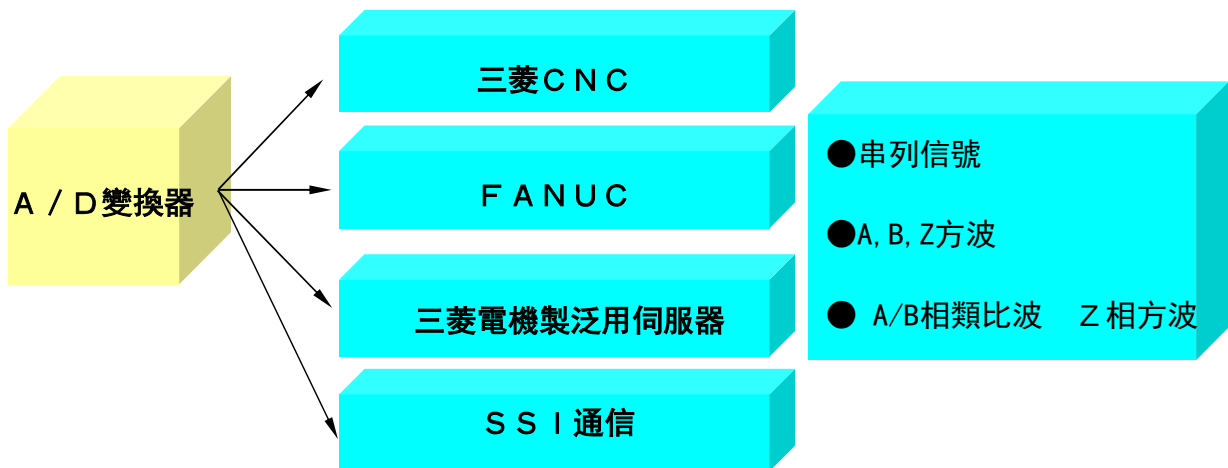 A/D變換器
三菱CNC
FANUC
三菱電機製泛用伺服器
SSI通信
●串列信號
●A,B,Z方波
● A/B相類比波 Z相方波